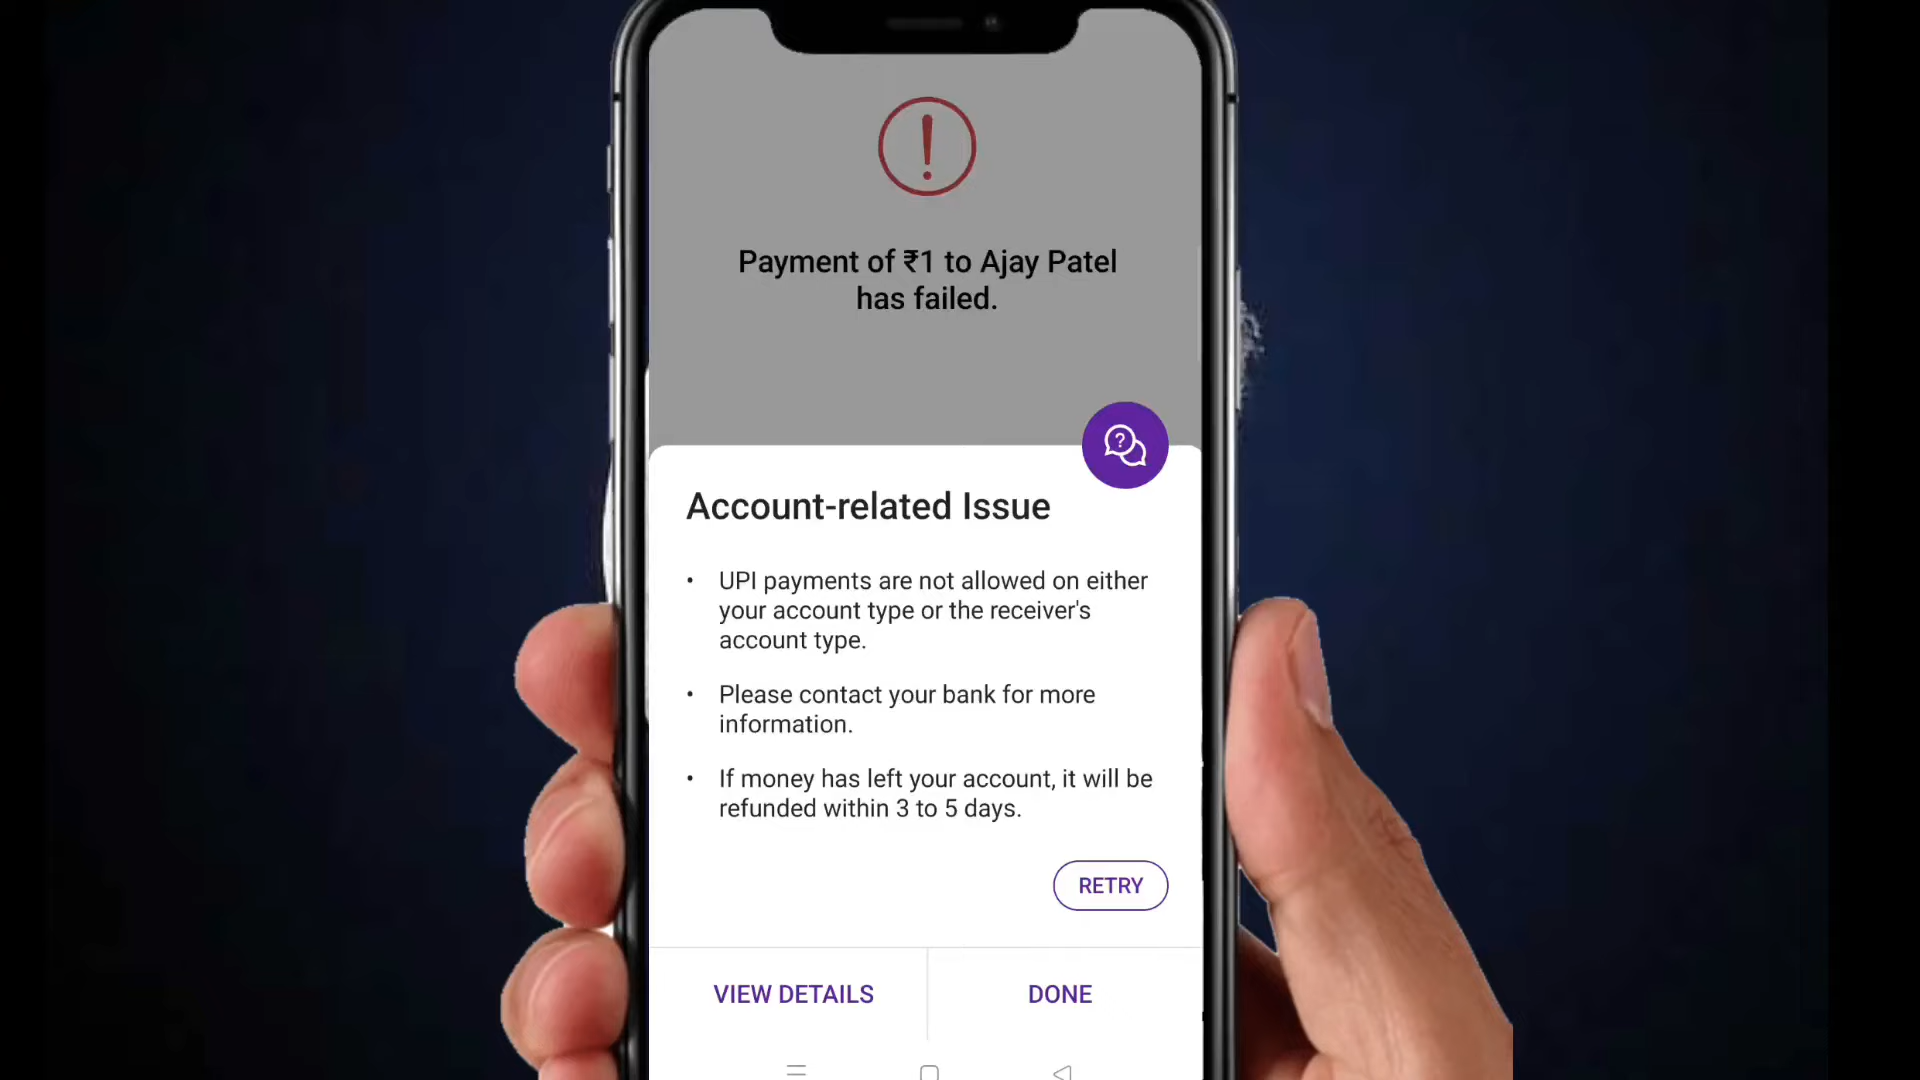 Payment of ₹1 to Ajay Patel
has failed.
?
Account-related Issue
• UPI payments are not allowed on either
your account type or the receiver's
account type.
• Please contact your bank for more
information.
• If money has left your account, it will be
refunded within 3 to 5 days.
RETRY
VIEW DETAILS
DONE